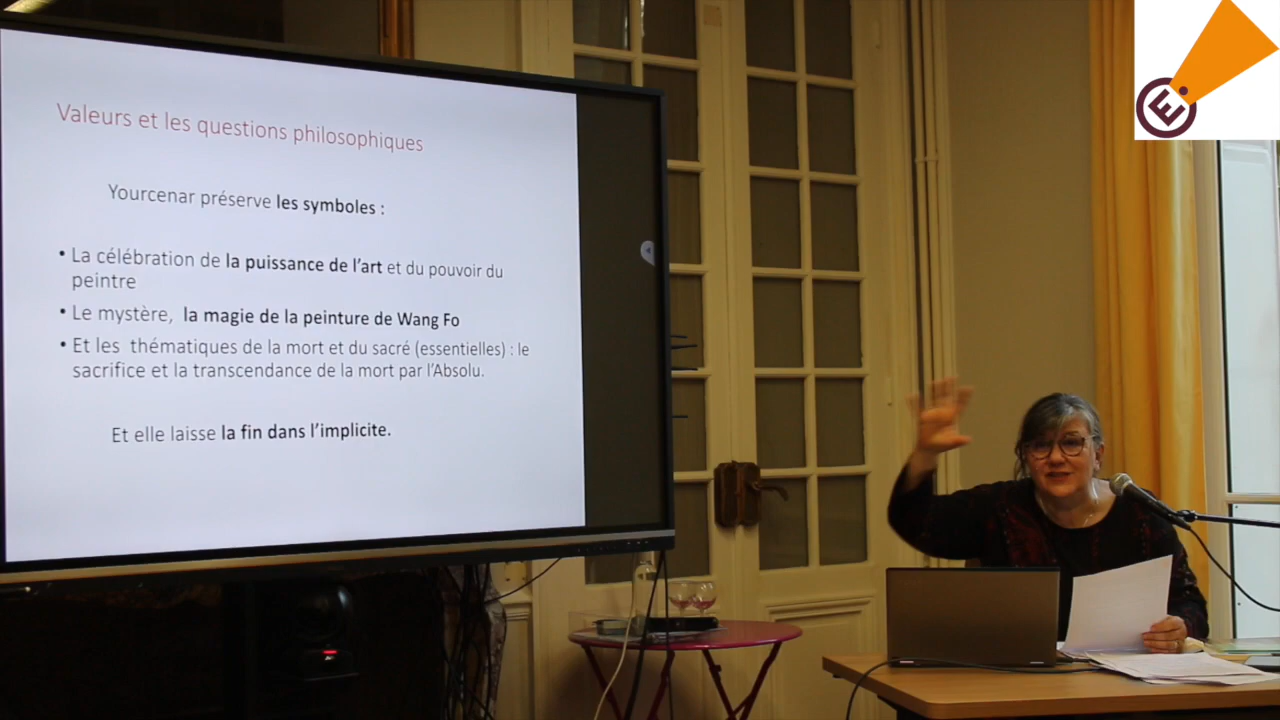 Valeurs et les questions philosophiques
Yourcenar préserve les symboles :
• La célébration de la puissance de l'art et du pouvoir du
peintre
• Le mystère, la magie de la peinture de Wang Fo
• Et les thématiques de la mort et du sacré (essentielles) : le
sacrifice et la transcendance de la mort par l'Absolu.
Et elle laisse la fin dans l'implicite.
E